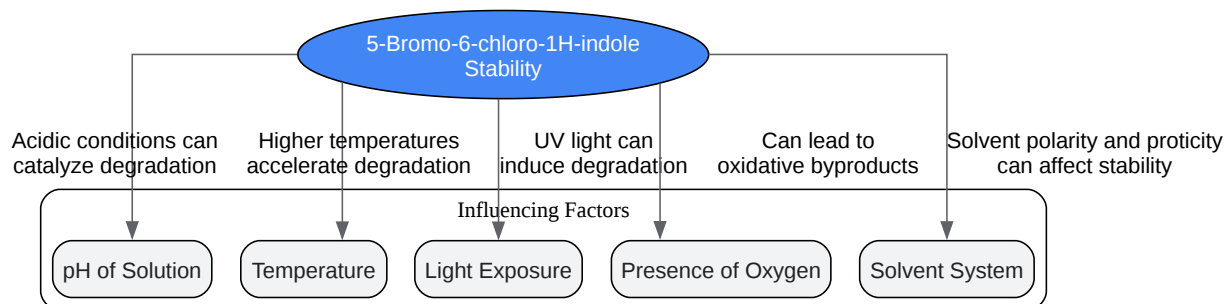 5-Bromo-6-chloro-1H-indole
Stability
Acidic conditions can
catalyze degradation
Higher temperatures
accelerate degradation
UV light can
induce degradation
Can lead to
oxidative byproducts
Solvent polarity and proticity
can affect stability
Influencing Factors
pH of Solution
Temperature
Light Exposure
Presence of Oxygen
Solvent System